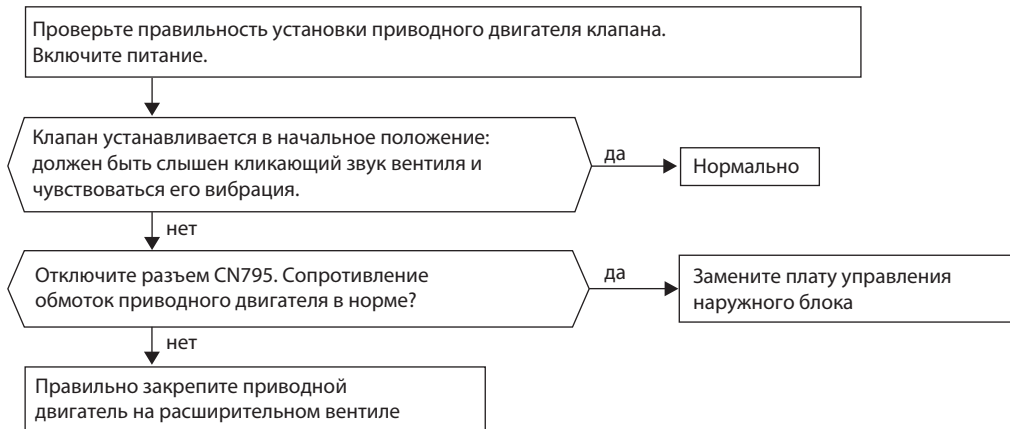 Проверьте правильность установки приводного двигателя клапана.
Включите питание.
Клапан устанавливается в начальное положение:
должен быть слышен кликающий звук вентиля и
чувствоваться его вибрация.
да
Нормально
нет
Отключите разъем CN795. Сопротивление
обмоток приводного двигателя в норме?
да
Замените плату управления
наружного блока
нет
Правильно закрепите приводной
двигатель на расширительном вентиле